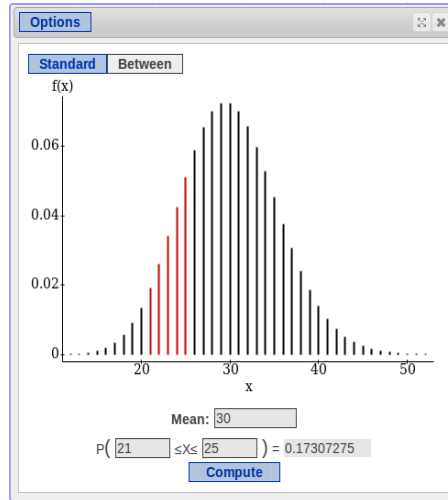 Options
Standard Between
f(x)
0.06
0.04
0.02
0
20 30 40 50
x
Mean: 30
P( 21 ≤X≤ 25 ) = 0.17307275
Compute